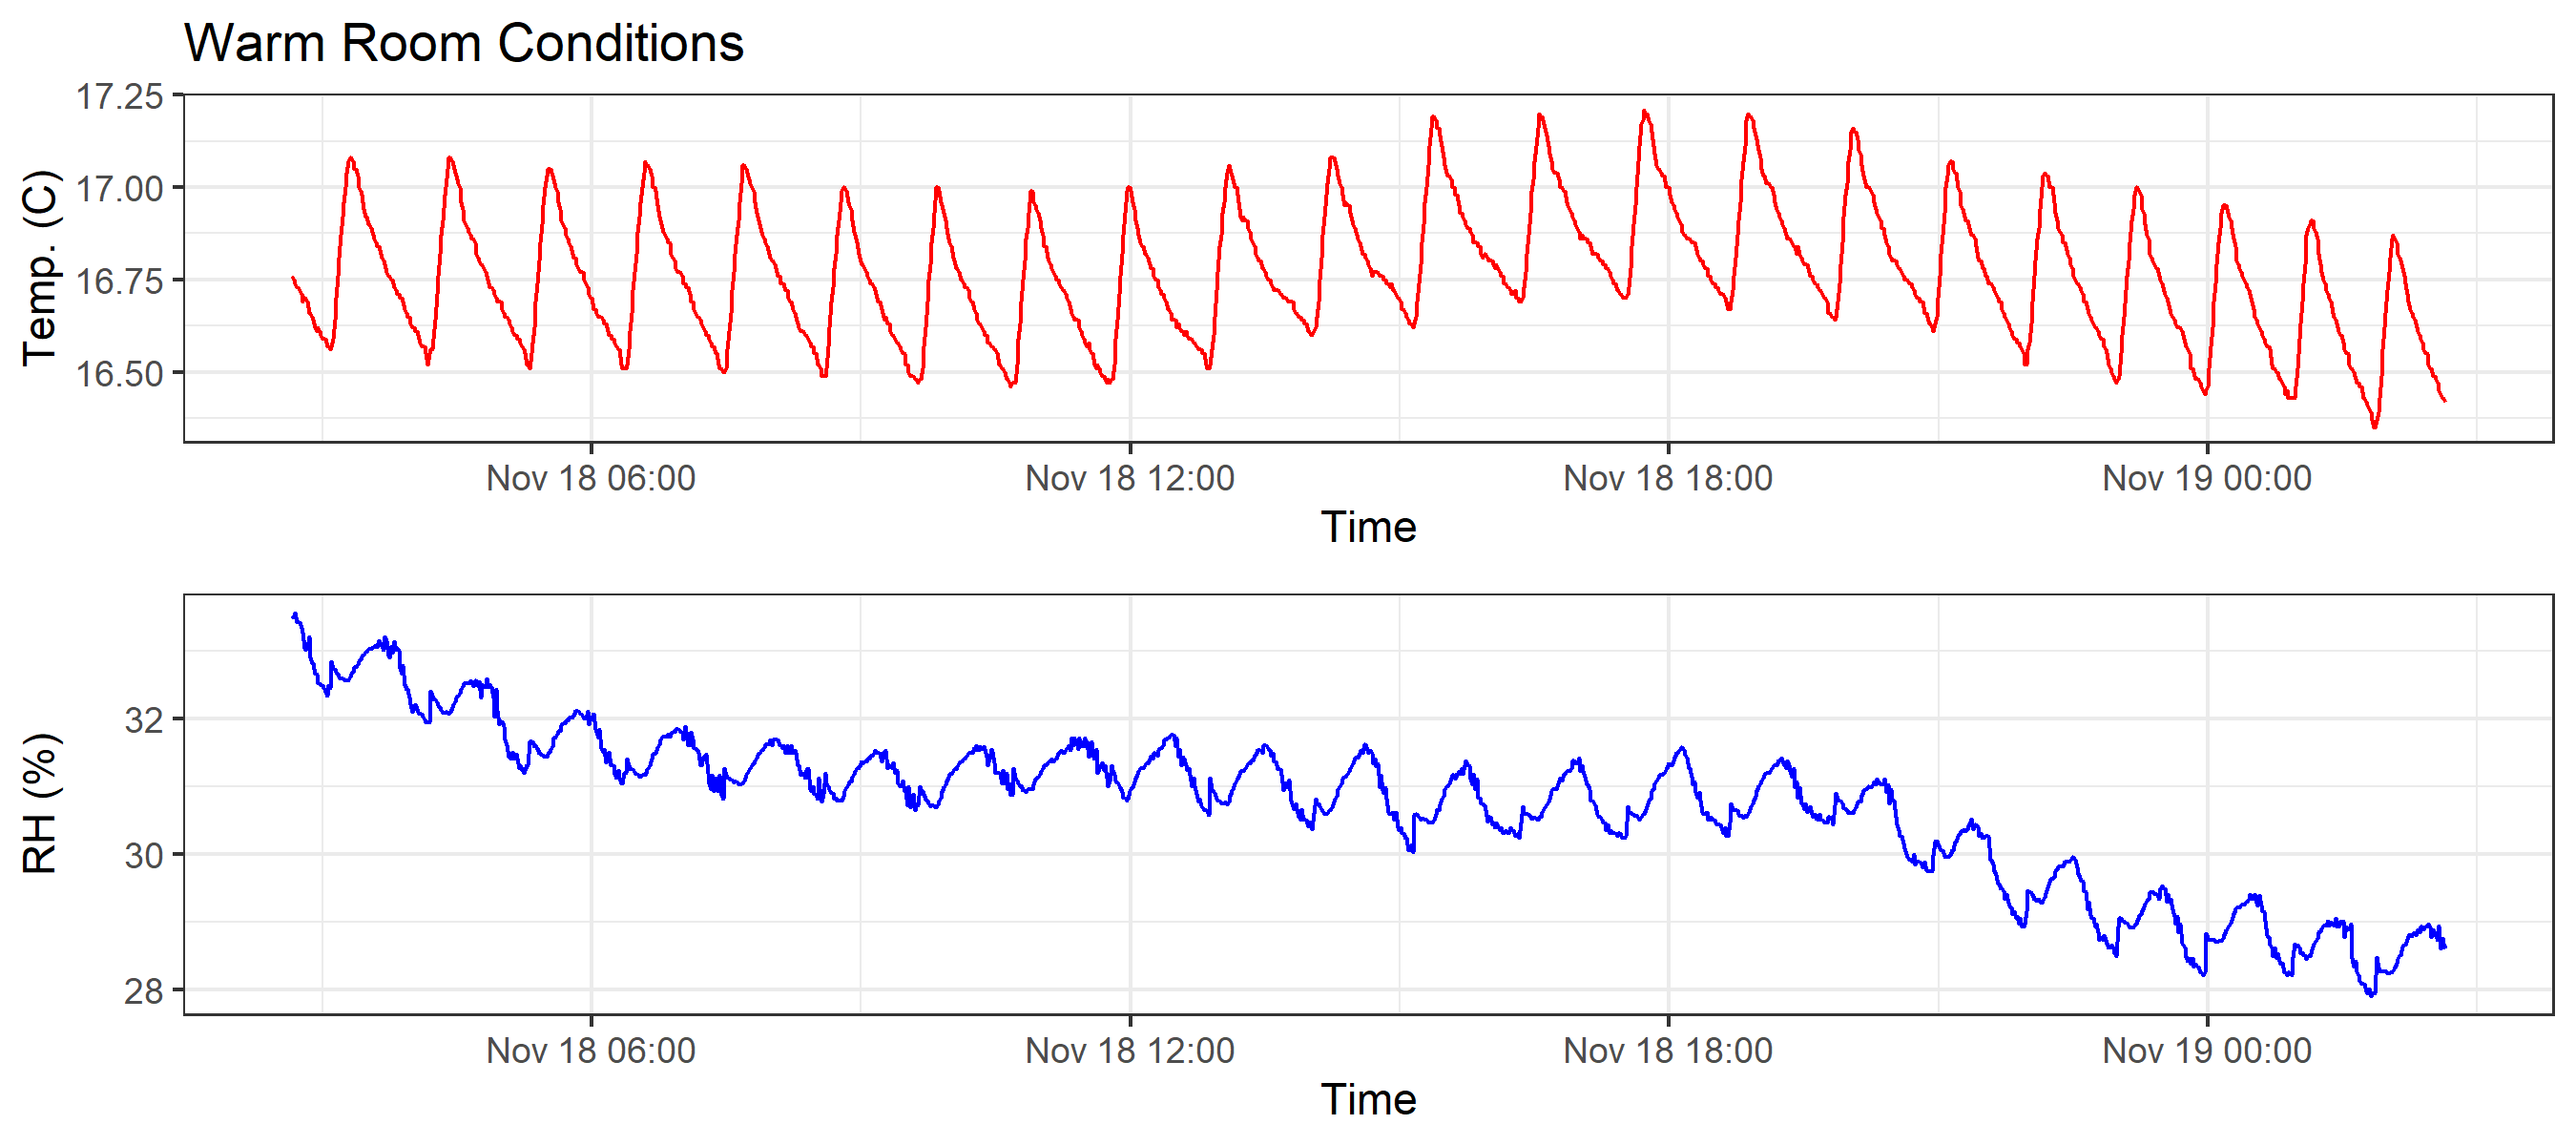 Warm Room Conditions
17.25
17.00
16.75
16.50
Temp. (C)
Nov 18 06:00 Nov 18 12:00 Nov 18 18:00 Nov 19 00:00
Time
32
30
28
RH (%)
Nov 18 06:00 Nov 18 12:00 Nov 18 18:00 Nov 19 00:00
Time